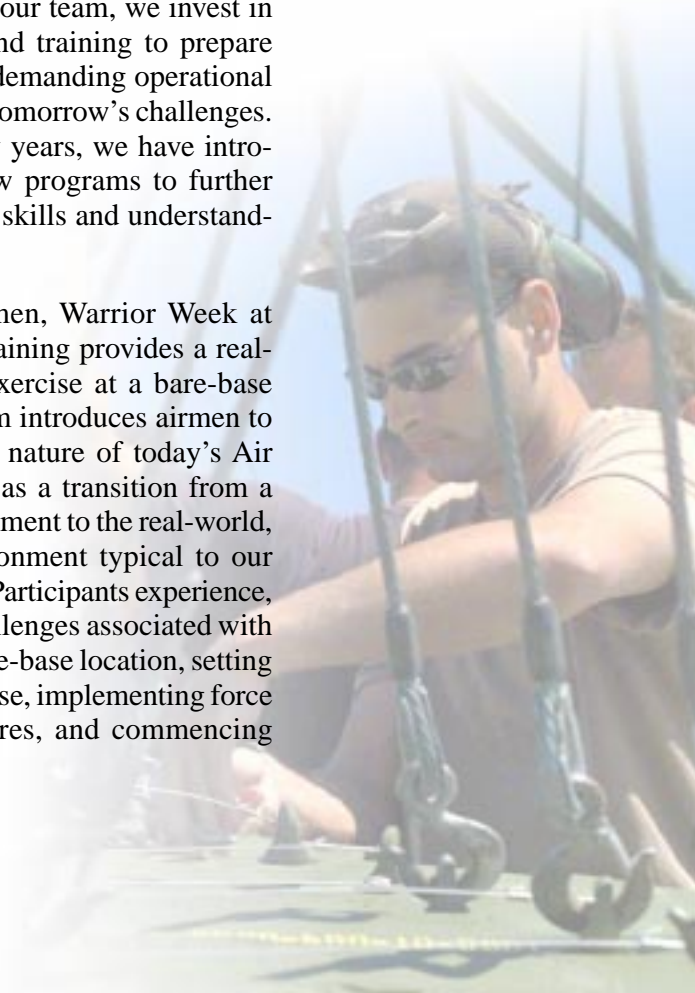 our team, we invest in
nd training to prepare
demanding operational
omorrow's challenges.
years, we have intro-
w programs to further
skills and understand-
men, Warrior Week at
aining provides a real-
xercise at a bare-base
m introduces airmen to
nature of today's Air
as a transition from a
ment to the real-world,
onment typical to our
Participants experience,
llenges associated with
e-base location, setting
se, implementing force
res, and commencing